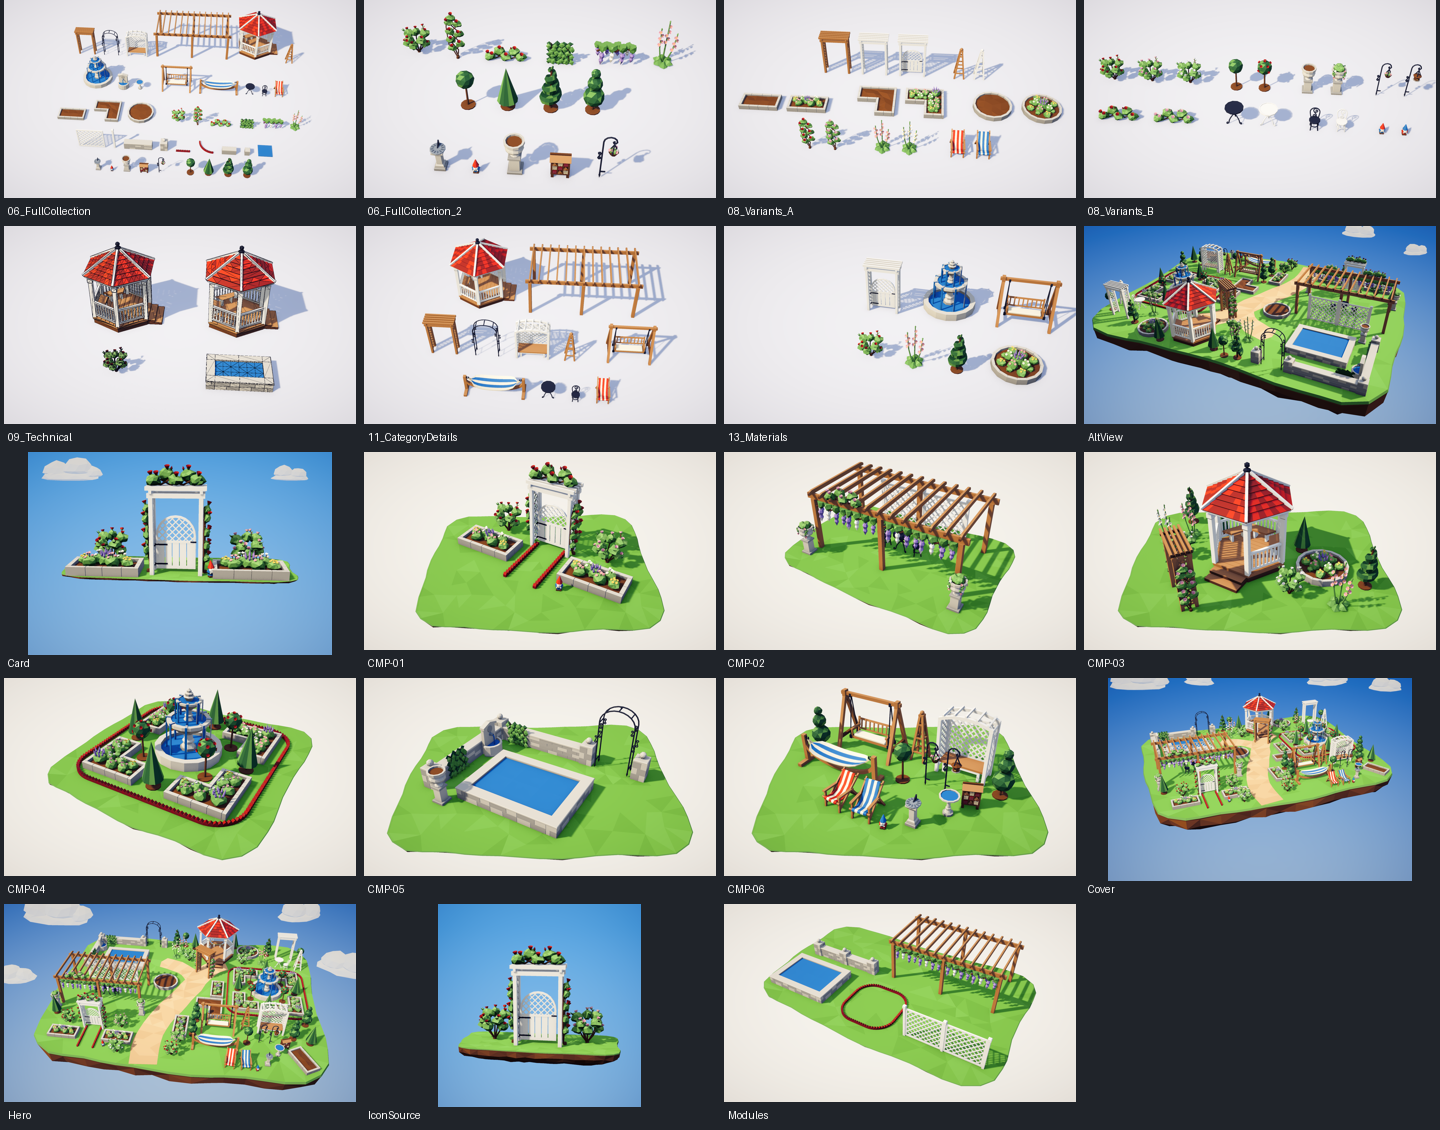 06_FullCollection
06_FullCollection_2
08_Variants_A
08_Variants_B
09_Technical
11_CategoryDetails
13_Materials
AltView
Card
CMP-01
CMP-02
CMP-03
CMP-04
CMP-05
CMP-06
Cover
Hero
IconSource
Modules